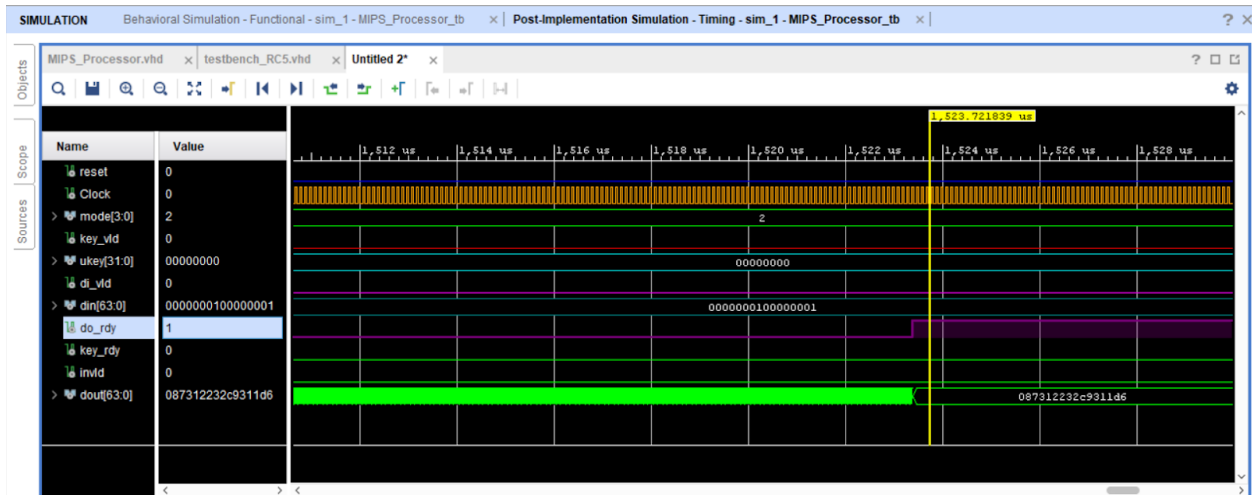 SIMULATION Behavioral Simulation - Functional - sim_1 - MIPS_Processor_tb × Post-Implementation Simulation - Timing - sim_1 - MIPS_Processor_tb × ? ×
MIPS_Processor.vhd × testbench_RC5.vhd × Untitled 2* ×
Objects
Scope
Sources
1,523.721839 us
Name Value
1,512 us 1,514 us 1,516 us 1,518 us 1,520 us 1,522 us 1,524 us 1,526 us 1,528 us
reset 0
Clock 0
mode[3:0] 2 2
key_vld 0
ukey[31:0] 00000000 00000000
di_vld 0
din[63:0] 0000000100000001 0000000100000001
do_rdy 1
key_rdy 0
invld 0
dout[63:0] 087312232c9311d6 087312232c9311d6